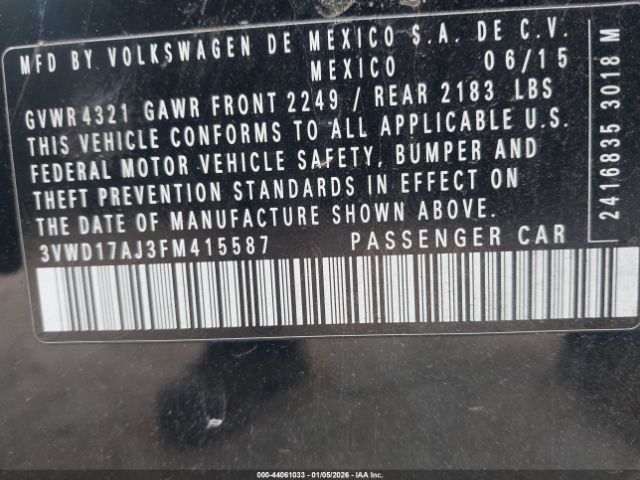 MFD BY. VOLKSWAGEN DE MEXICO S.A. DE C.V.
MEXICO 06/15
GVWR 4321 GAWR FRONT 2249 / REAR 2183 LBS
THIS VEHICLE CONFORMS TO ALL APPLICABLE U.S.
FEDERAL MOTOR VEHICLE SAFETY, BUMPER AND
THEFT PREVENTION STANDARDS IN EFFECT ON
THE DATE OF MANUFACTURE SHOWN ABOVE.
3VWD17AJ3FM415587 PASSENGER CAR
2416835 3018 M
000-44061033 - 01/05/2026 - IAA Inc.